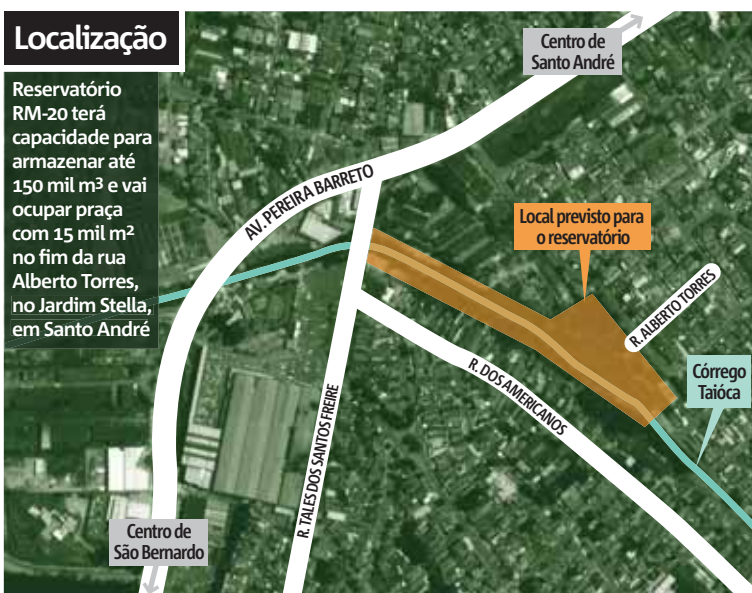 Localização
Reservatório
RM-20 terá
capacidade para
armazenar até
150 mil m³ e vai
ocupar praça
com 15 mil m²
no fim da rua
Alberto Torres,
no Jardim Stella,
em Santo André
Centro de
Santo André
AV. PEREIRA BARRETO
Local previsto para
o reservatório
R. ALBERTO TORRES
Córrego
Taióca
R. DOS AMERICANOS
R. TALES DOS SANTOS FREIRE
Centro de
São Bernardo